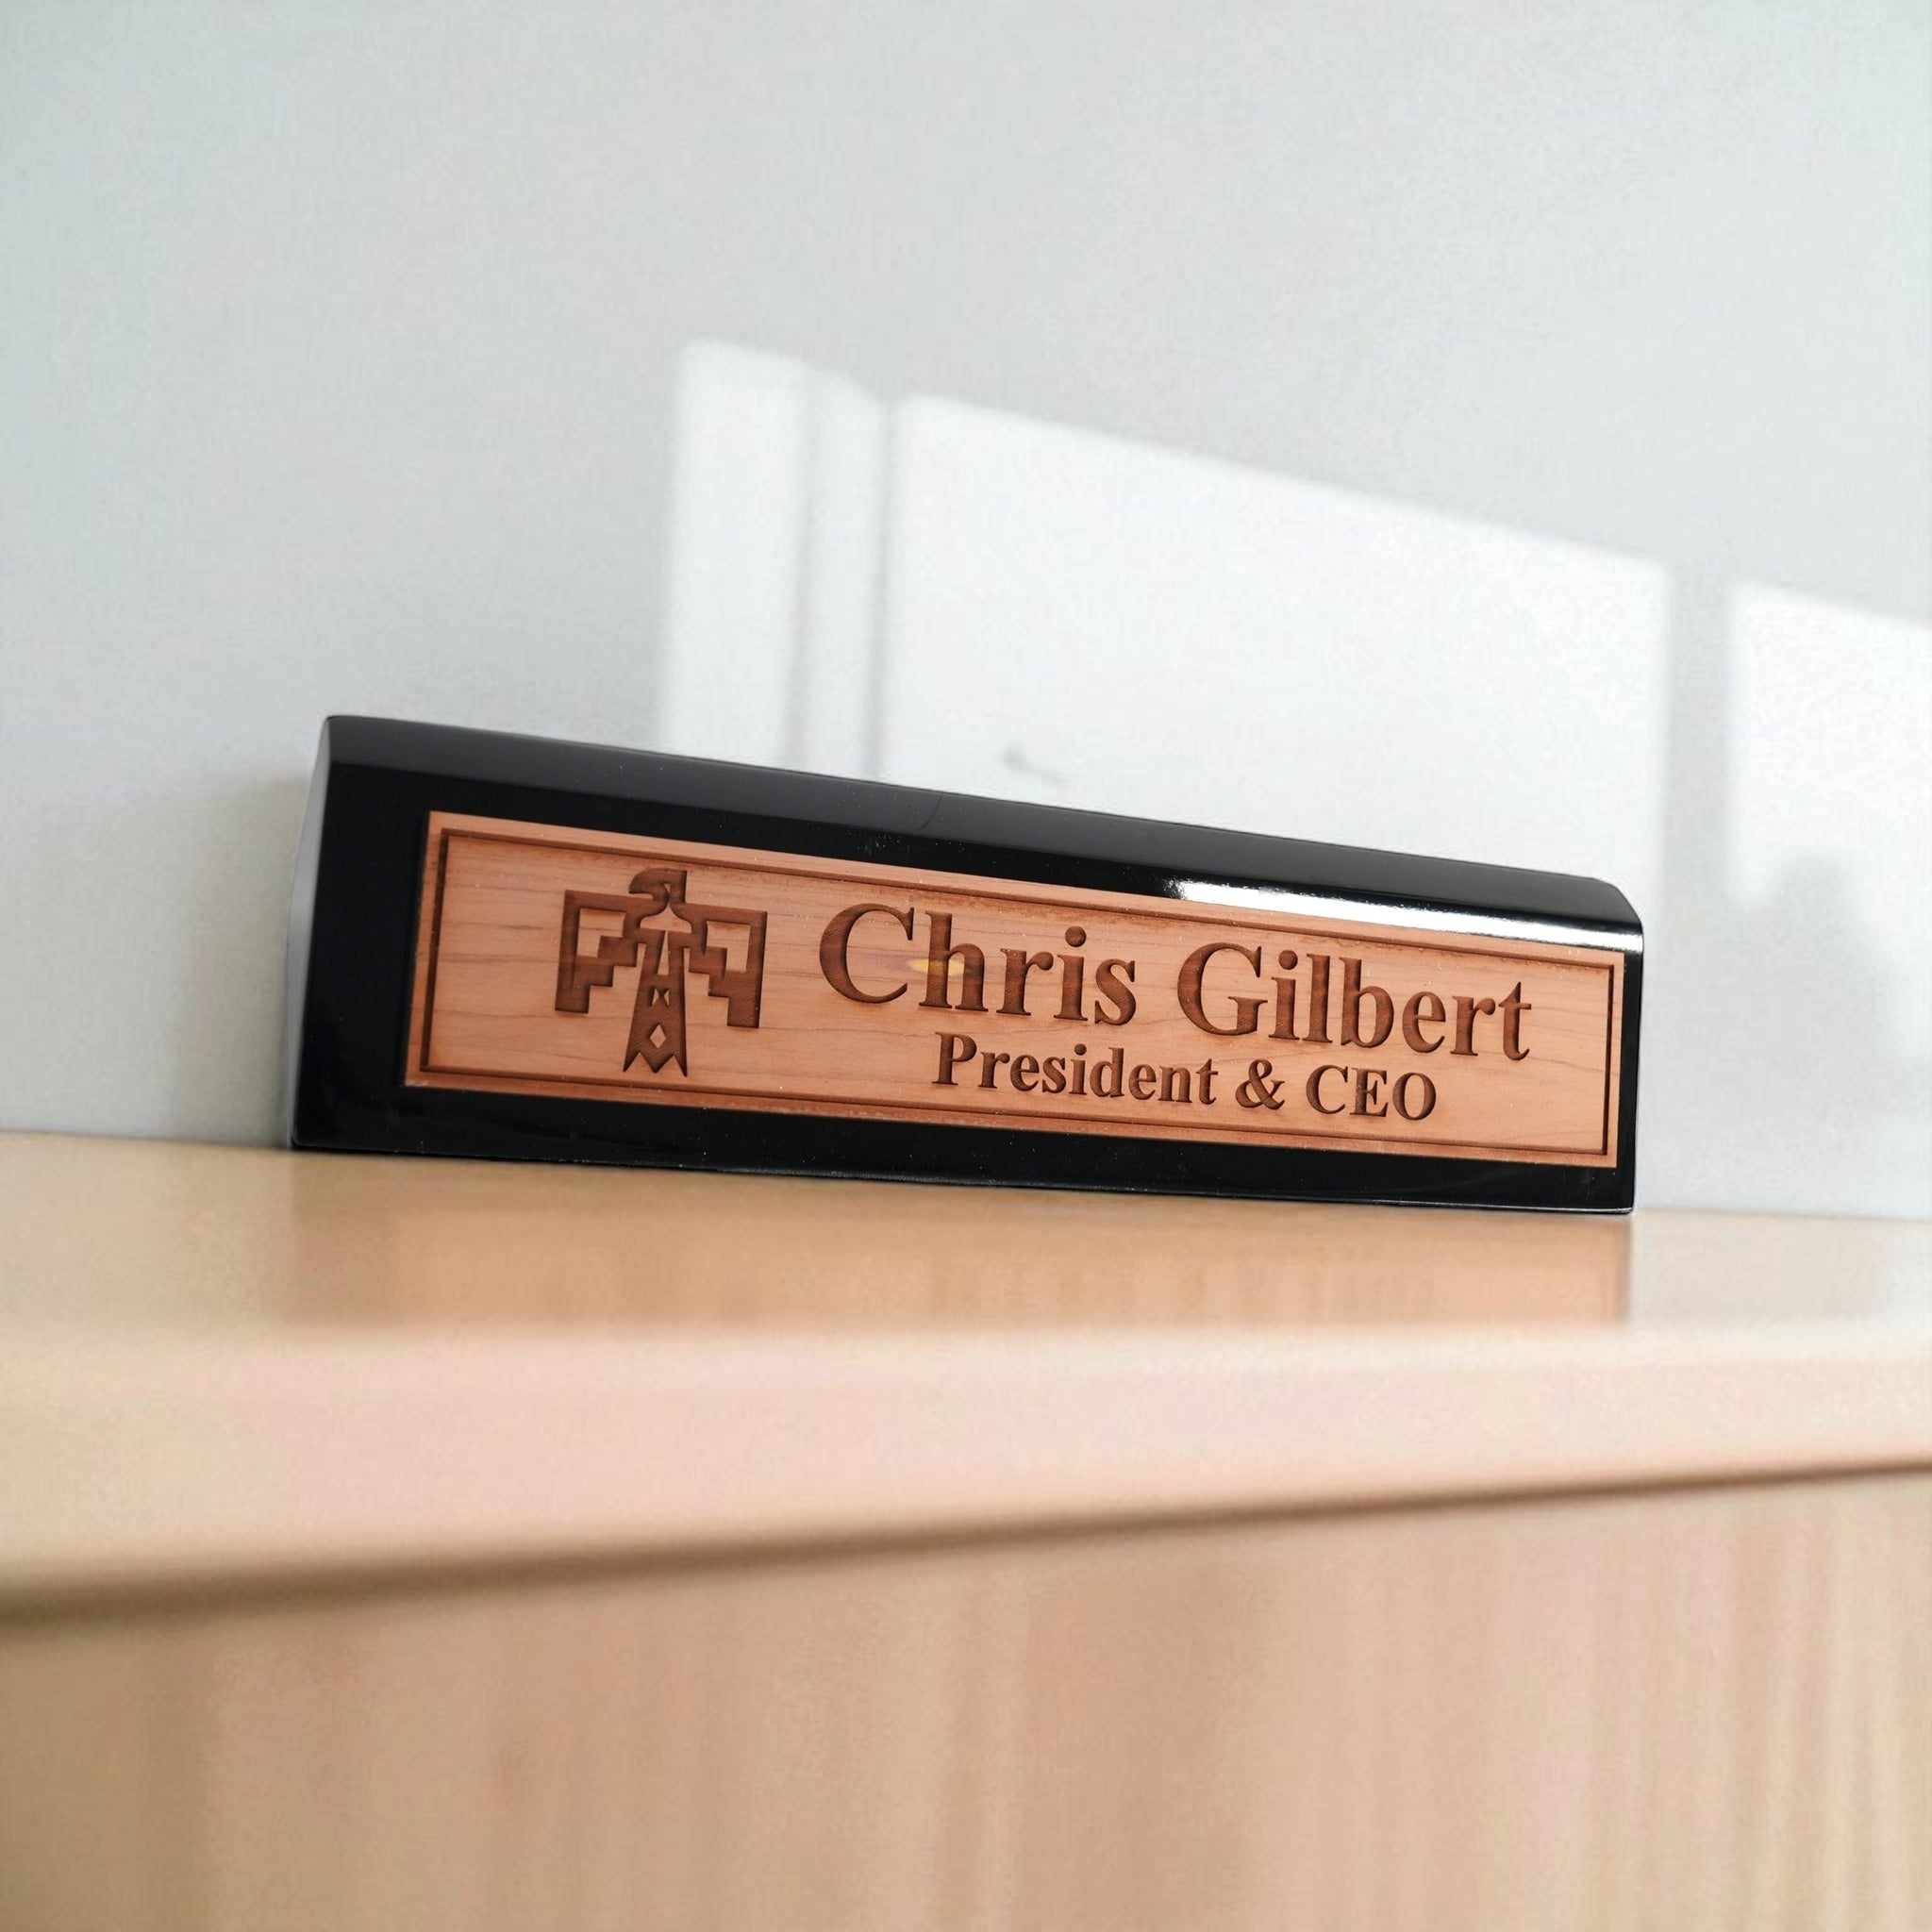 Chris Gilbert
President & CEO